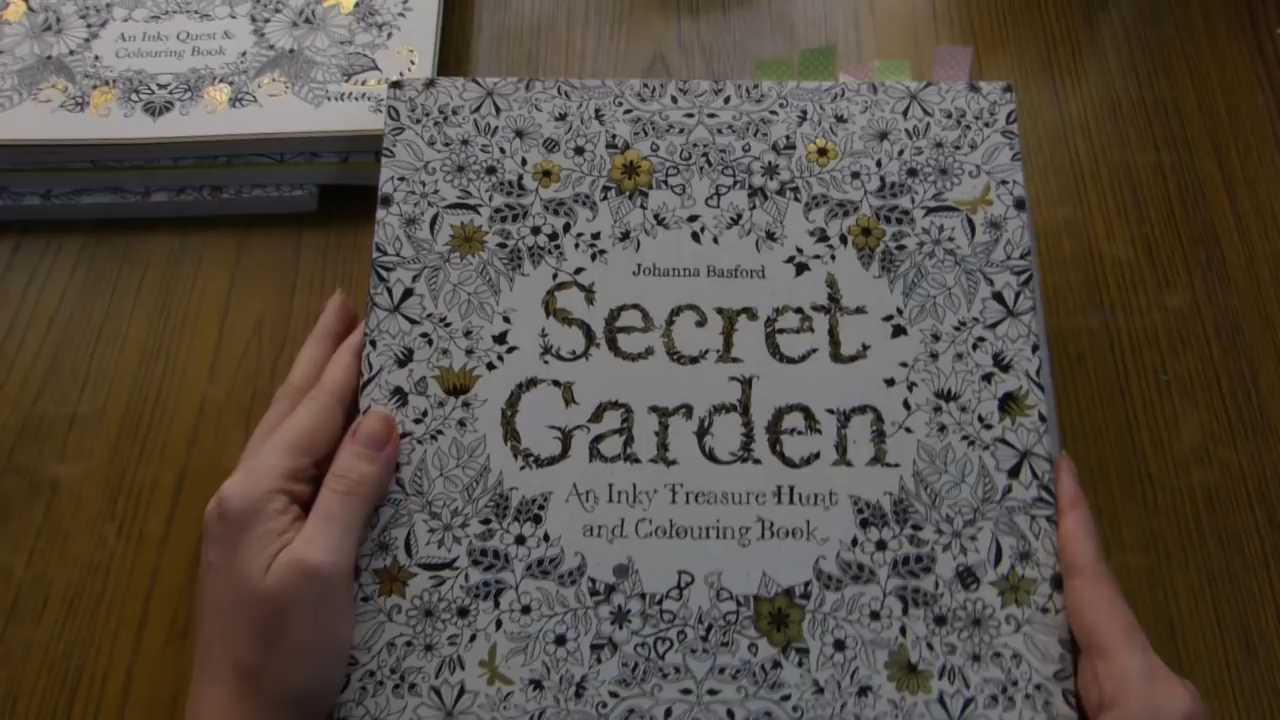 An Inky Quest &
Colouring Book
Johanna Basford
Secret
Garden
An Inky Treasure Hunt
and Colouring Book